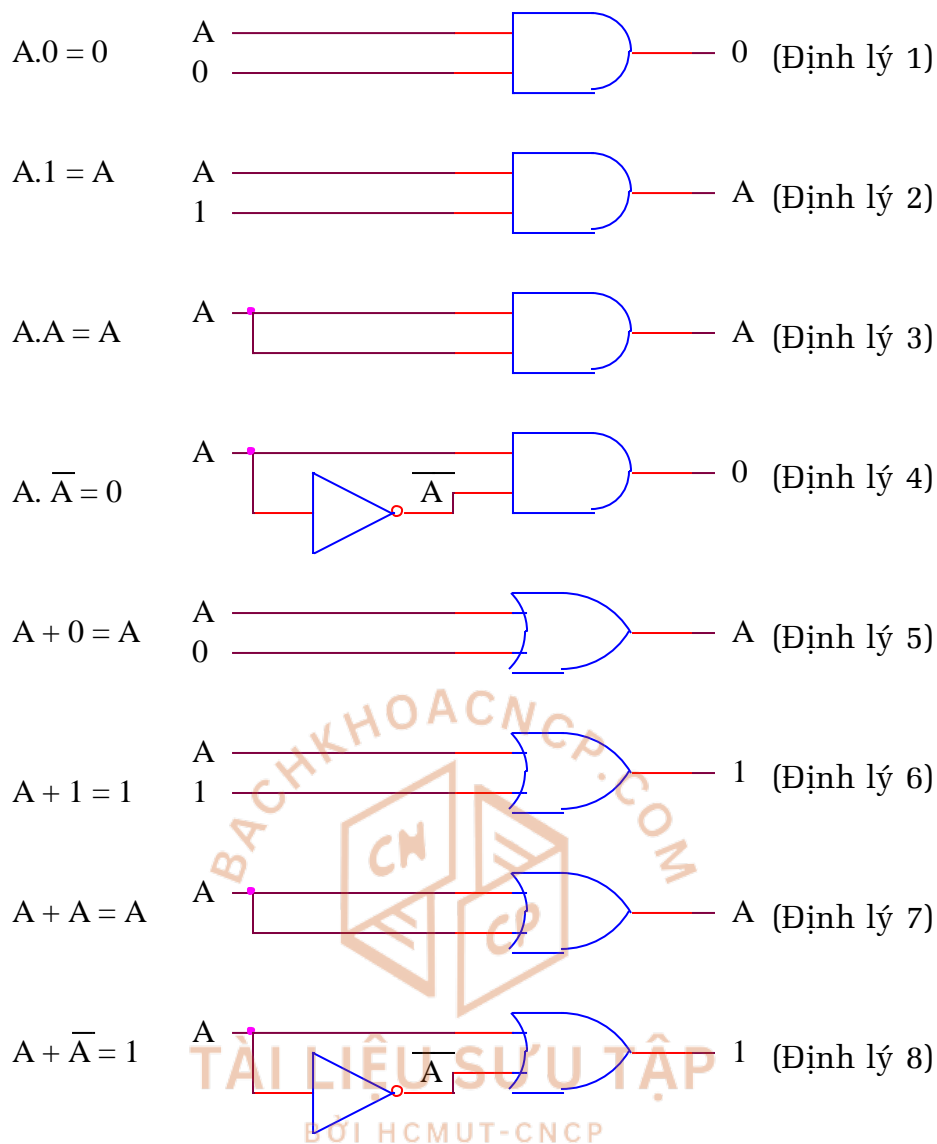 A.0 = 0 A 0 0 (Định lý 1)
A.1 = A A 1 A (Định lý 2)
A.A = A A A (Định lý 3)
A. A̅ = 0 A A̅ 0 (Định lý 4)
A + 0 = A A 0 A (Định lý 5)
A + 1 = 1 A 1 1 (Định lý 6)
A + A = A A A (Định lý 7)
A + A̅ = 1 A A̅ 1 (Định lý 8)
BACHKHOACNCP.COM
CN
CP
TÀI LIỆU SƯU TẬP
BỞI HCMUT-CNCP